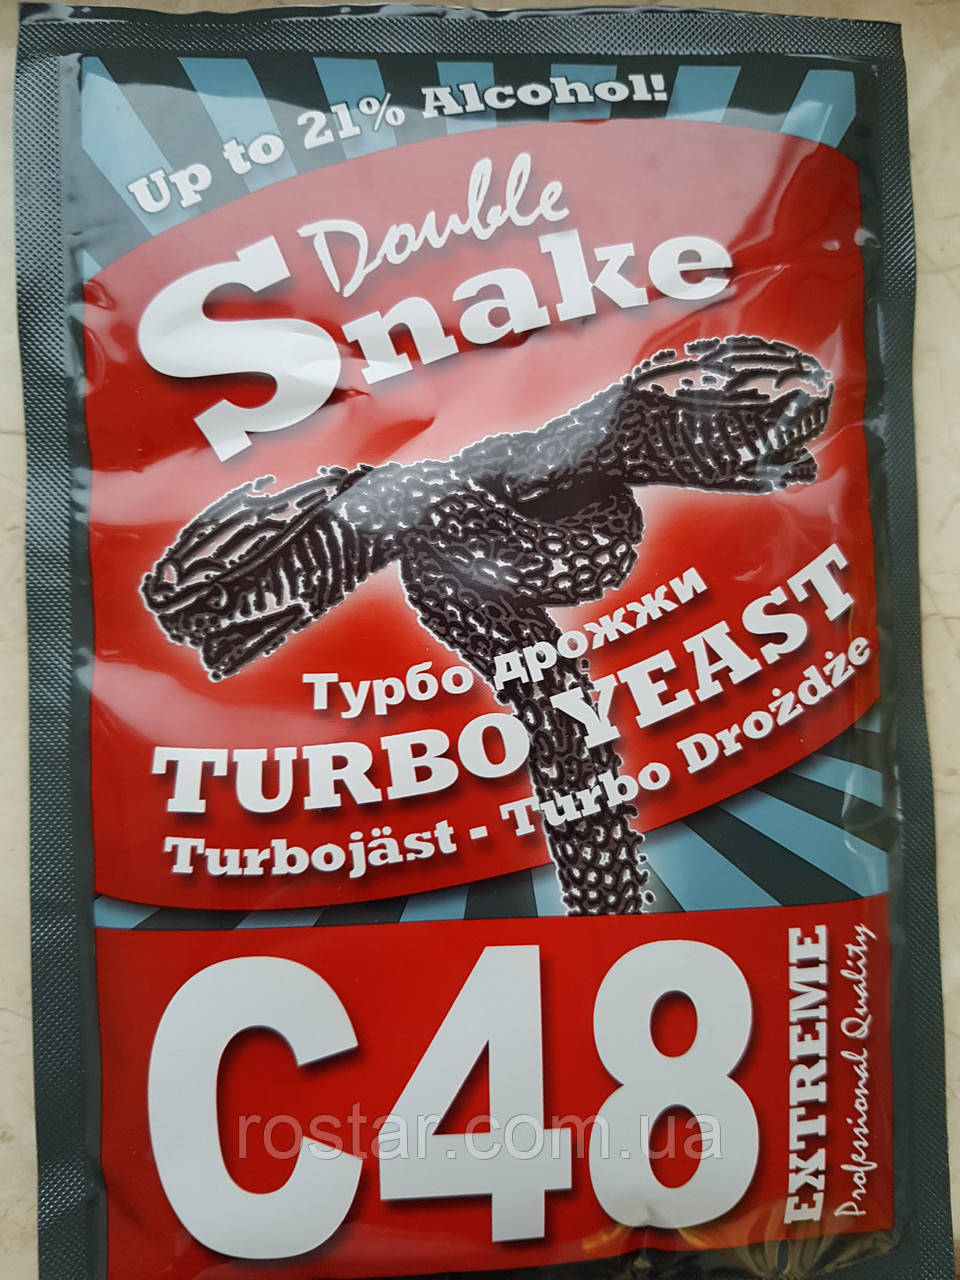 Up to 21% Alcohol!
Double
Snake
Турбо дрожжи
TURBO YEAST
Turbojäst - Turbo Drożdże
C48
EXTREME
Professional Quality
rostar.com.ua